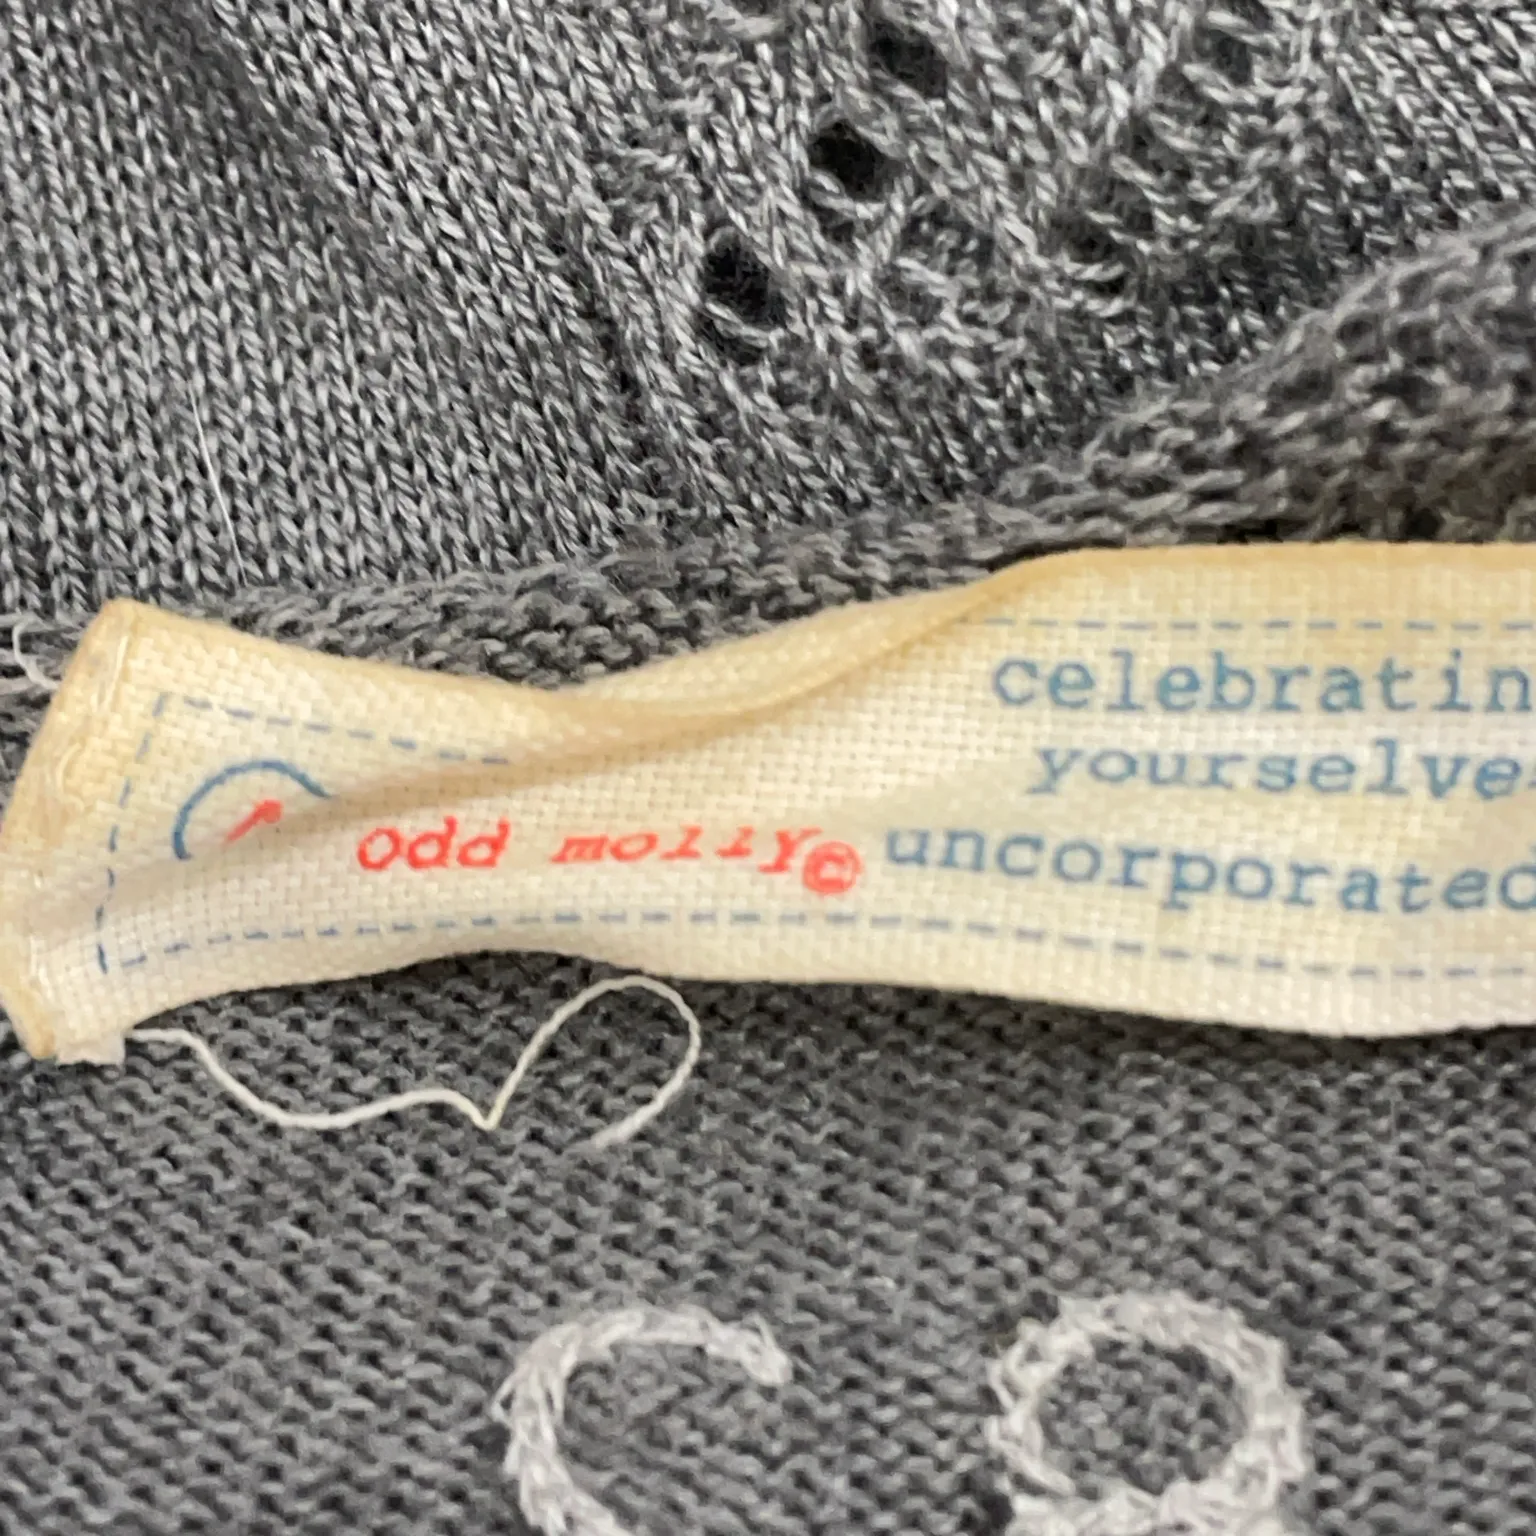 celebratin
yourselve
odd molly© uncorporated